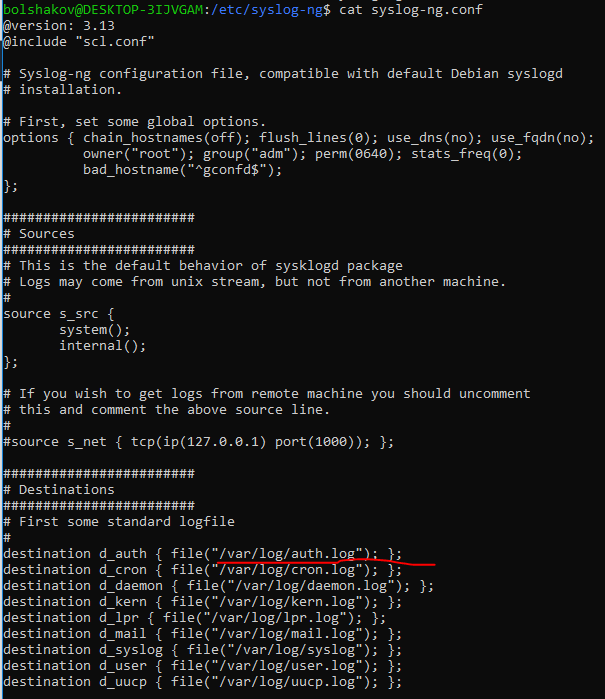 bolshakov@DESKTOP-3IJVGAM:/etc/syslog-ng$ cat syslog-ng.conf
@version: 3.13
@include "scl.conf"

# Syslog-ng configuration file, compatible with default Debian syslogd
# installation.

# First, set some global options.
options { chain_hostnames(off); flush_lines(0); use_dns(no); use_fqdn(no);
          owner("root"); group("adm"); perm(0640); stats_freq(0);
          bad_hostname("^gconfd$");
};

########################
# Sources
########################
# This is the default behavior of sysklogd package
# Logs may come from unix stream, but not from another machine.
#
source s_src {
       system();
       internal();
};

# If you wish to get logs from remote machine you should uncomment
# this and comment the above source line.
#
#source s_net { tcp(ip(127.0.0.1) port(1000)); };

########################
# Destinations
########################
# First some standard logfile
#
destination d_auth { file("/var/log/auth.log"); };
destination d_cron { file("/var/log/cron.log"); };
destination d_daemon { file("/var/log/daemon.log"); };
destination d_kern { file("/var/log/kern.log"); };
destination d_lpr { file("/var/log/lpr.log"); };
destination d_mail { file("/var/log/mail.log"); };
destination d_syslog { file("/var/log/syslog"); };
destination d_user { file("/var/log/user.log"); };
destination d_uucp { file("/var/log/uucp.log"); };